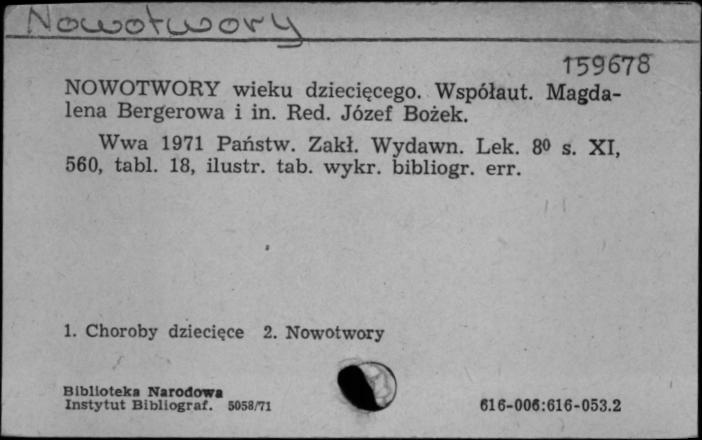 Nowotwory
159678
NOWOTWORY wieku dziecięcego. Współaut. Magda-
lena Bergerowa i in. Red. Józef Bożek.
Wwa 1971 Państw. Zakł. Wydawn. Lek. 8º s. XI,
560, tabl. 18, ilustr. tab. wykr. bibliogr. err.
1. Choroby dziecięce 2. Nowotwory
Biblioteka Narodowa
Instytut Bibliograf. 5058/71
616-006:616-053.2